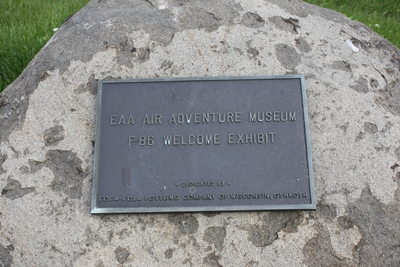 EAA AIR ADVENTURE MUSEUM
F-86 WELCOME EXHIBIT
- DEDICATED BY -
COCA-COLA BOTTLING COMPANY OF WISCONSIN, OSHKOSH